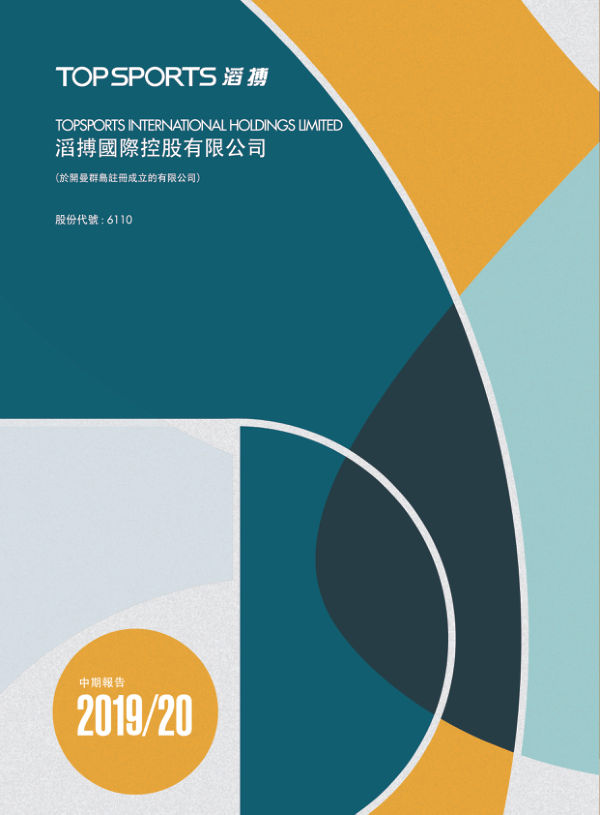 TOPSPORTS 滔搏
TOPSPORTS INTERNATIONAL HOLDINGS LIMITED
滔搏國際控股有限公司
(於開曼群島註冊成立的有限公司)
股份代號 : 6110
中期報告
2019/20